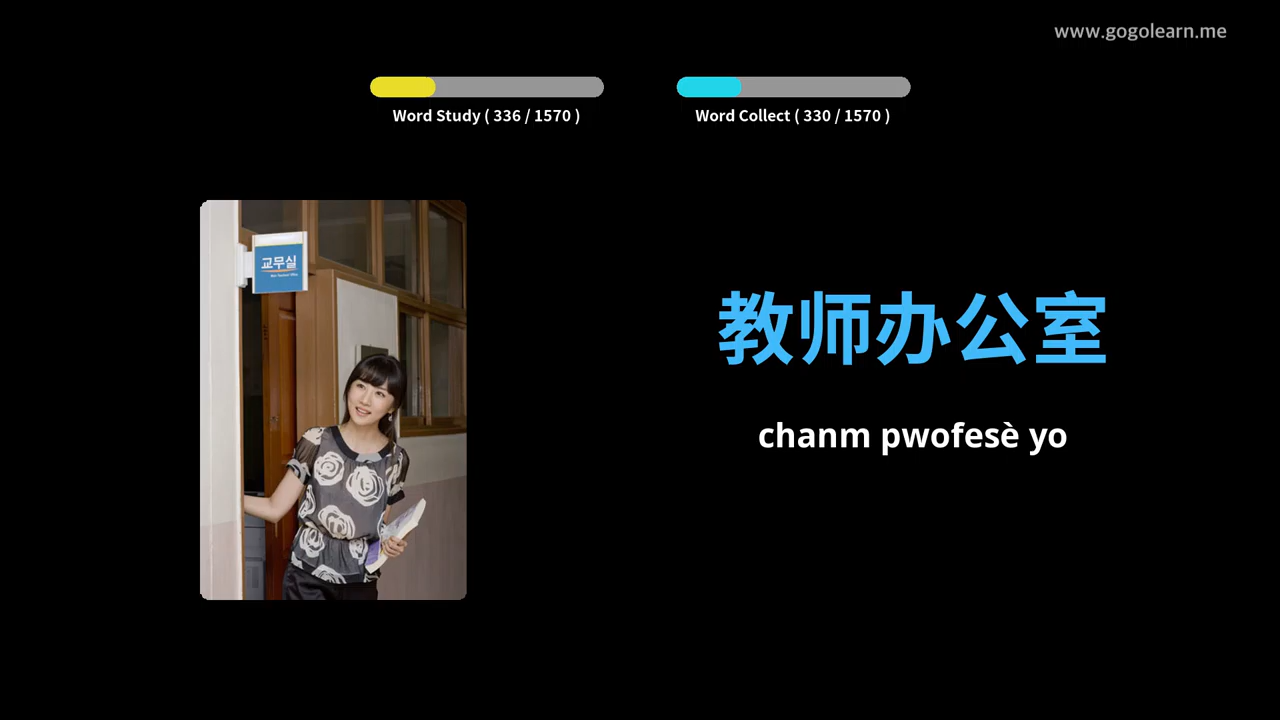 www.gogolearn.me
Word Study ( 336 / 1570 )
Word Collect ( 330 / 1570 )
교무실
教师办公室
chanm pwofesè yo